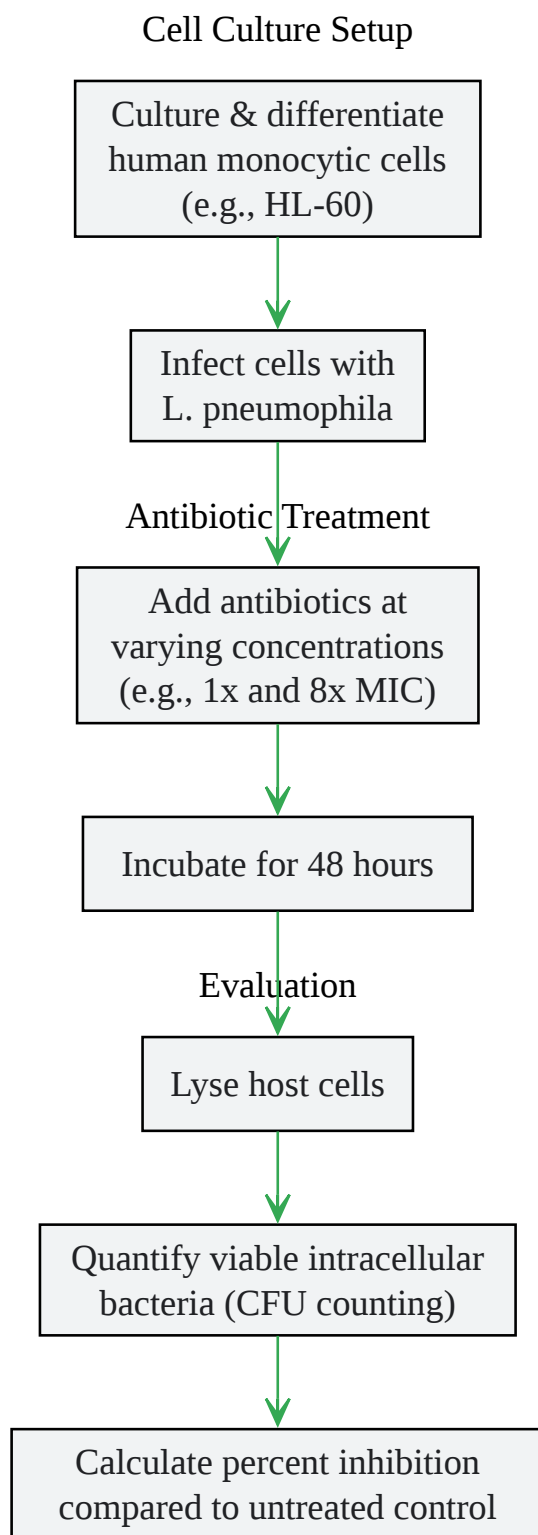 Cell Culture Setup
Culture & differentiate
human monocytic cells
(e.g., HL-60)
Infect cells with
L. pneumophila
Antibiotic Treatment
Add antibiotics at
varying concentrations
(e.g., 1x and 8x MIC)
Incubate for 48 hours
Evaluation
Lyse host cells
Quantify viable intracellular
bacteria (CFU counting)
Calculate percent inhibition
compared to untreated control